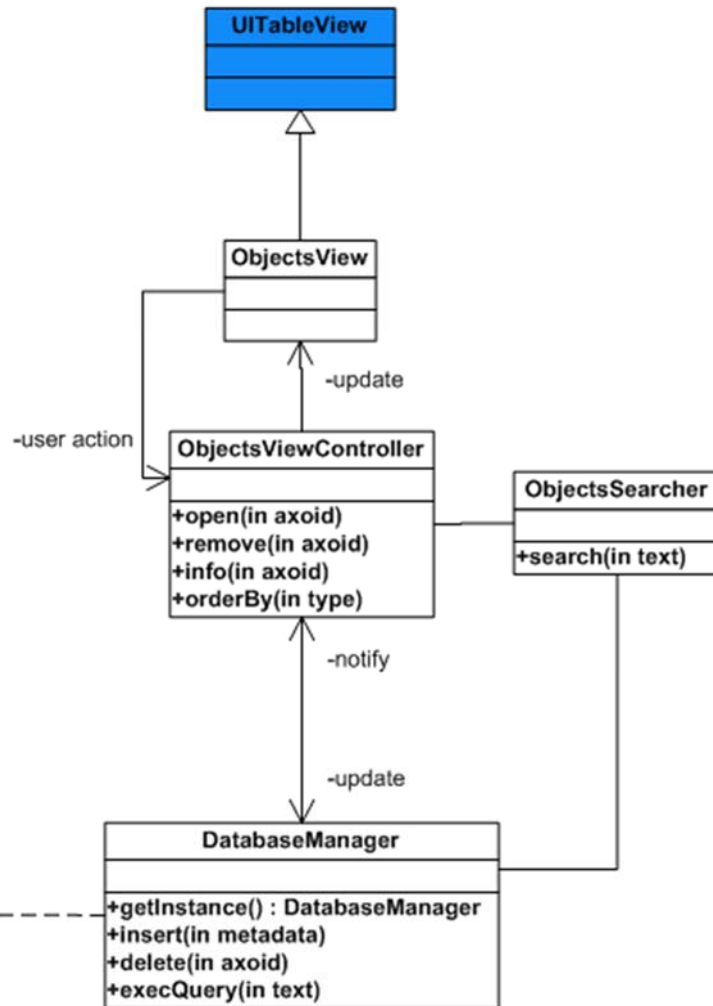 UITableView
ObjectsView
-update
-user action
ObjectsViewController
+open(in axoid)
+remove(in axoid)
+info(in axoid)
+orderBy(in type)
ObjectsSearcher
+search(in text)
-notify
-update
DatabaseManager
+getInstance() : DatabaseManager
+insert(in metadata)
+delete(in axoid)
+execQuery(in text)